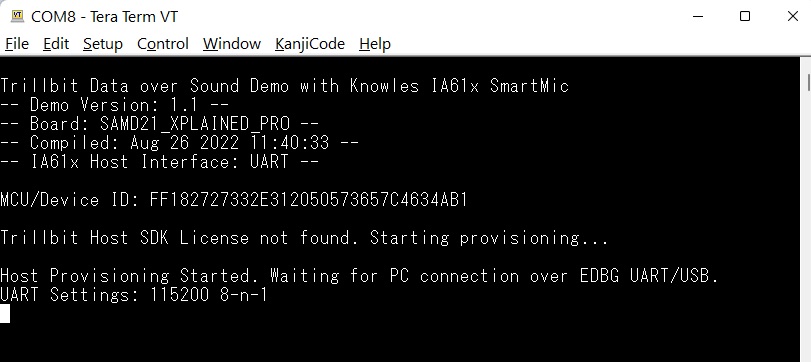 COM8 - Tera Term VT
File Edit Setup Control Window KanjiCode Help
Trillbit Data over Sound Demo with Knowles IA61x SmartMic
-- Demo Version: 1.1 --
-- Board: SAMD21_XPLAINED_PRO --
-- Compiled: Aug 26 2022 11:40:33 --
-- IA61x Host Interface: UART --
MCU/Device ID: FF182727332E312050573657C4634AB1
Trillbit Host SDK License not found. Starting provisioning...
Host Provisioning Started. Waiting for PC connection over EDBG UART/USB.
UART Settings: 115200 8-n-1